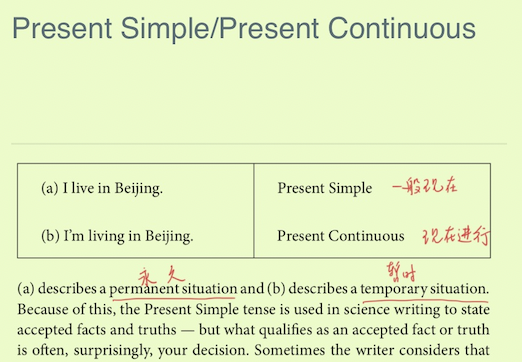 Present Simple/Present Continuous
(a) I live in Beijing. Present Simple 一般现在
(b) I'm living in Beijing. Present Continuous 现在进行
永久 暂时
(a) describes a permanent situation and (b) describes a temporary situation.
Because of this, the Present Simple tense is used in science writing to state
accepted facts and truths — but what qualifies as an accepted fact or truth
is often, surprisingly, your decision. Sometimes the writer considers that